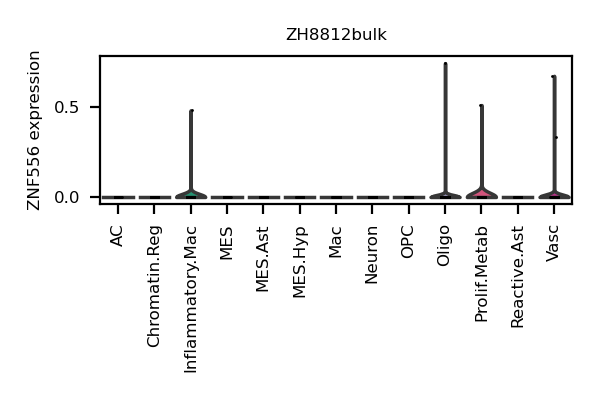 ZH8812bulk
ZNF556 expression
0.5
0.0
AC
Chromatin.Reg
Inflammatory.Mac
MES
MES.Ast
MES.Hyp
Mac
Neuron
OPC
Oligo
Prolif.Metab
Reactive.Ast
Vasc